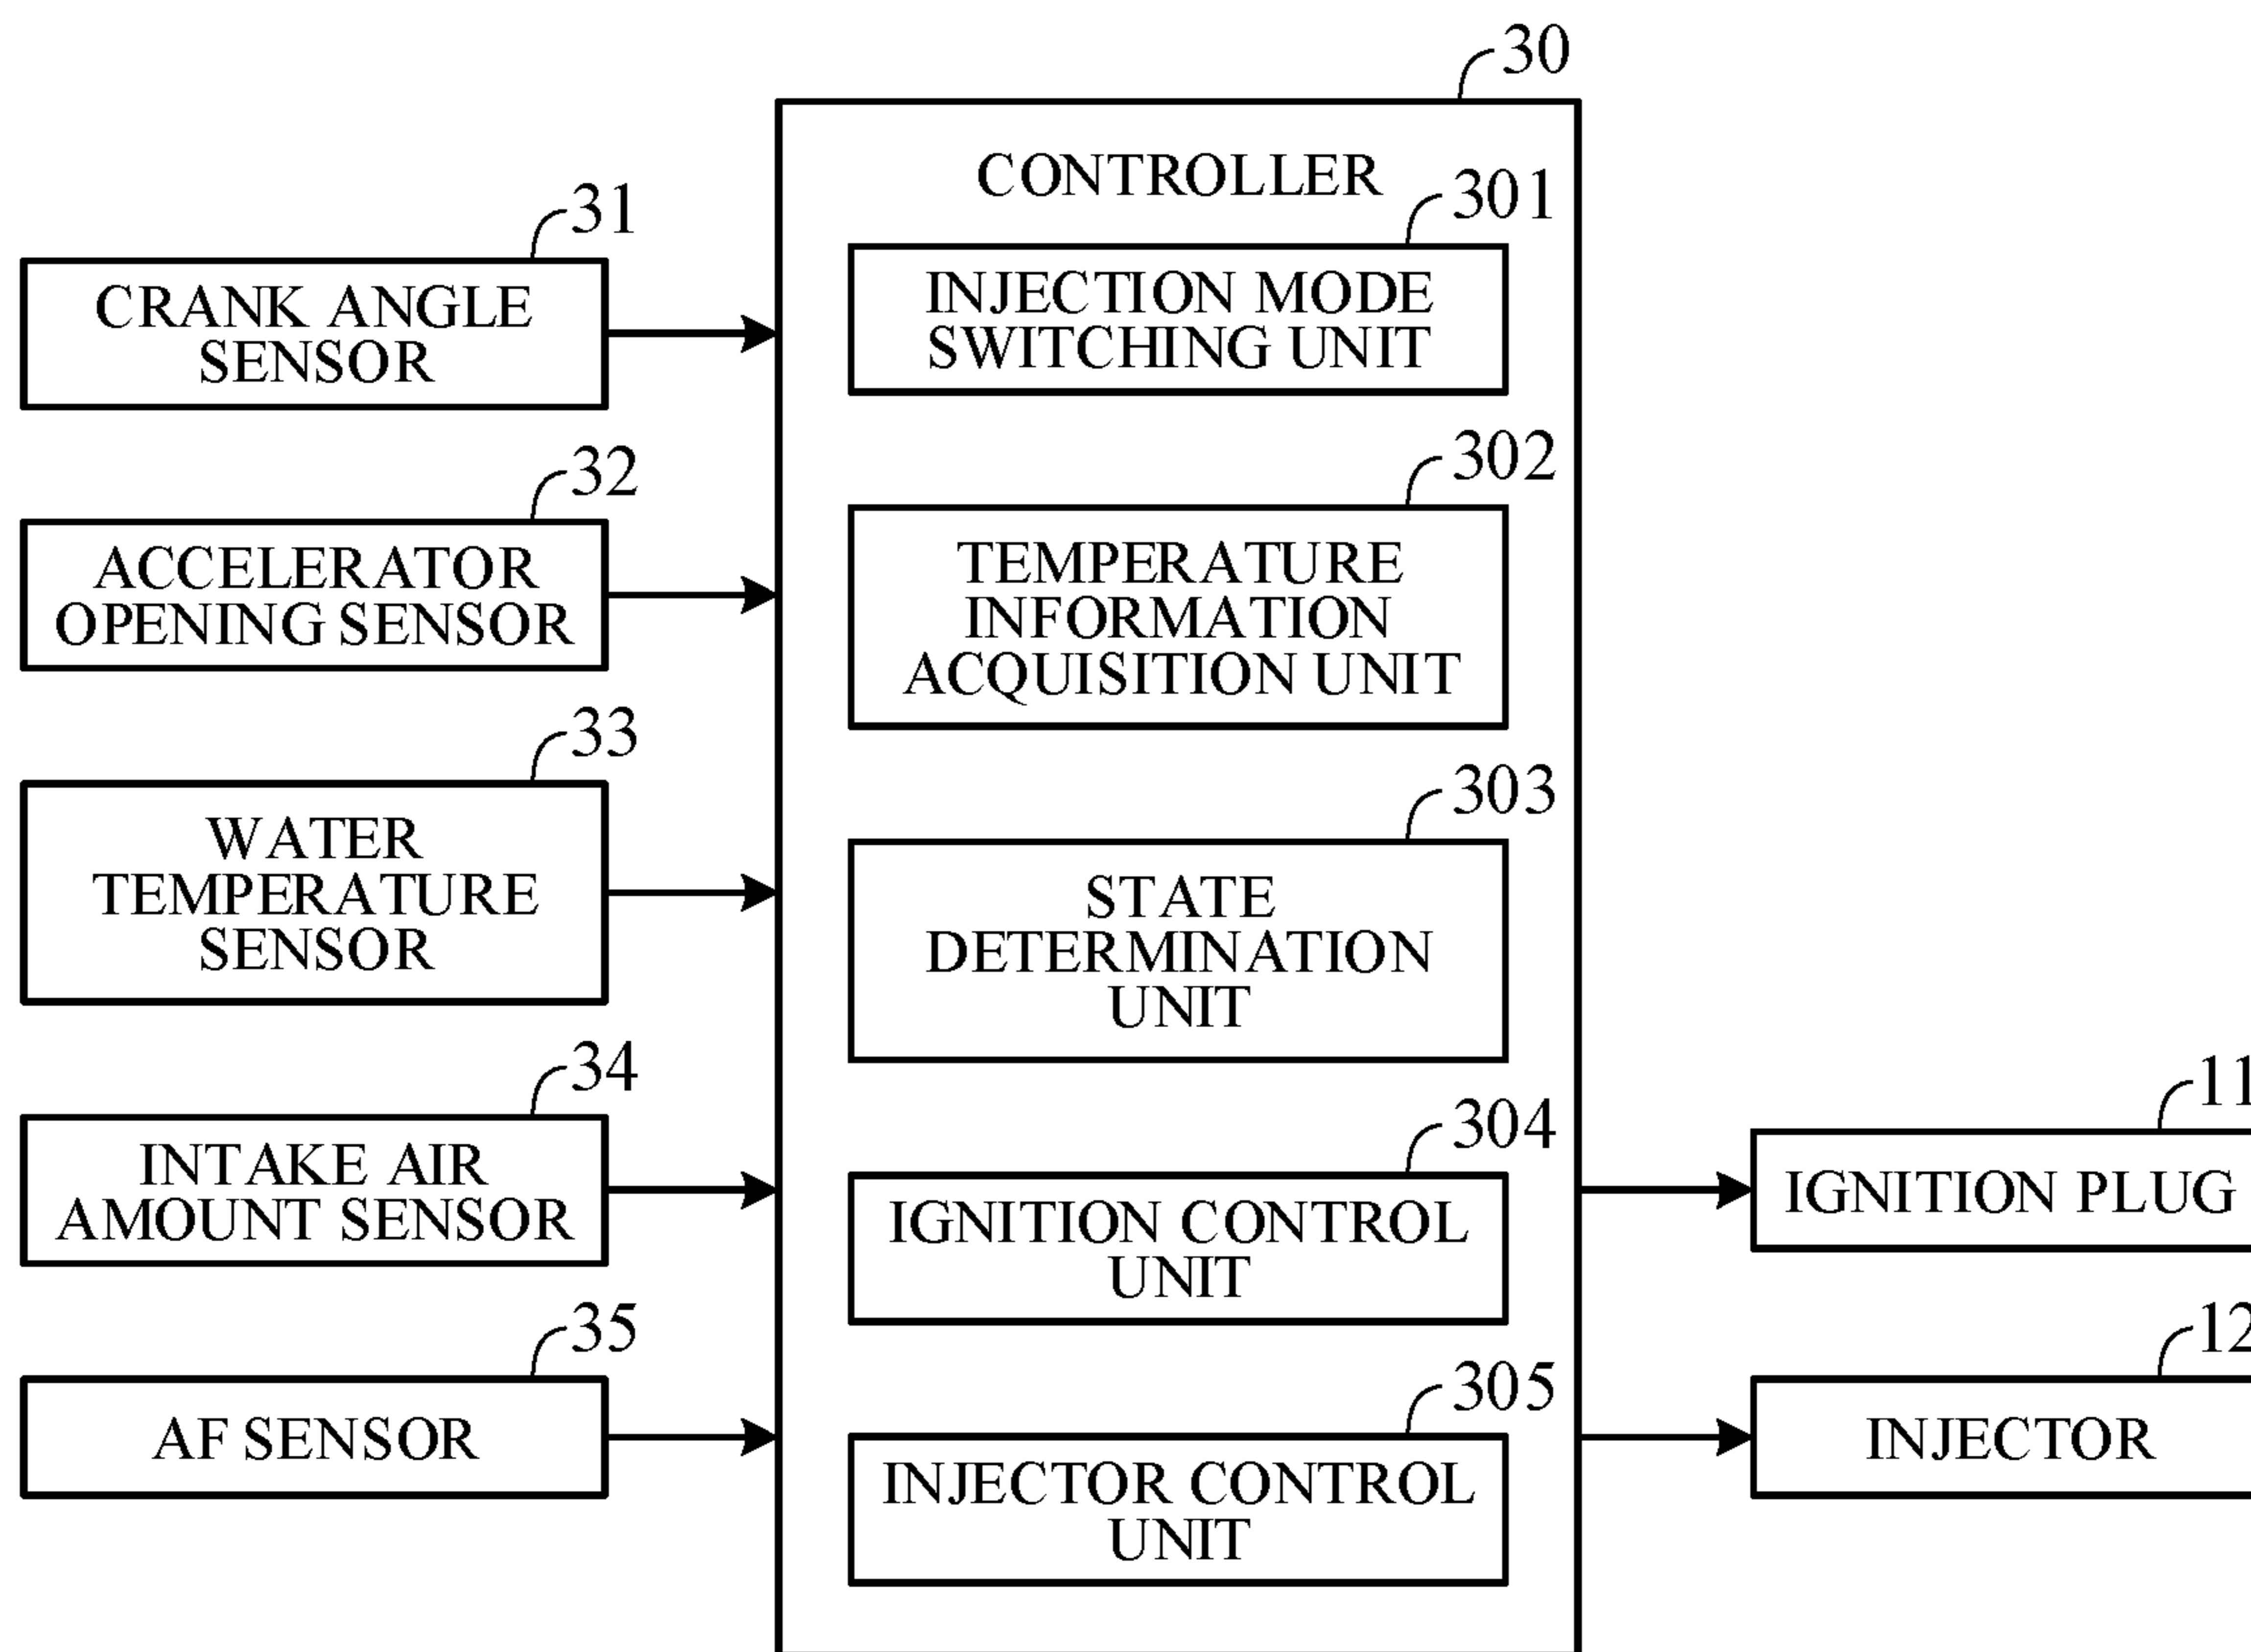 30
CONTROLLER
31
CRANK ANGLE
SENSOR
32
ACCELERATOR
OPENING SENSOR
33
WATER
TEMPERATURE
SENSOR
34
INTAKE AIR
AMOUNT SENSOR
35
AF SENSOR
301
INJECTION MODE
SWITCHING UNIT
302
TEMPERATURE
INFORMATION
ACQUISITION UNIT
303
STATE
DETERMINATION
UNIT
304
IGNITION CONTROL
UNIT
305
INJECTOR CONTROL
UNIT
11
IGNITION PLUG
12
INJECTOR